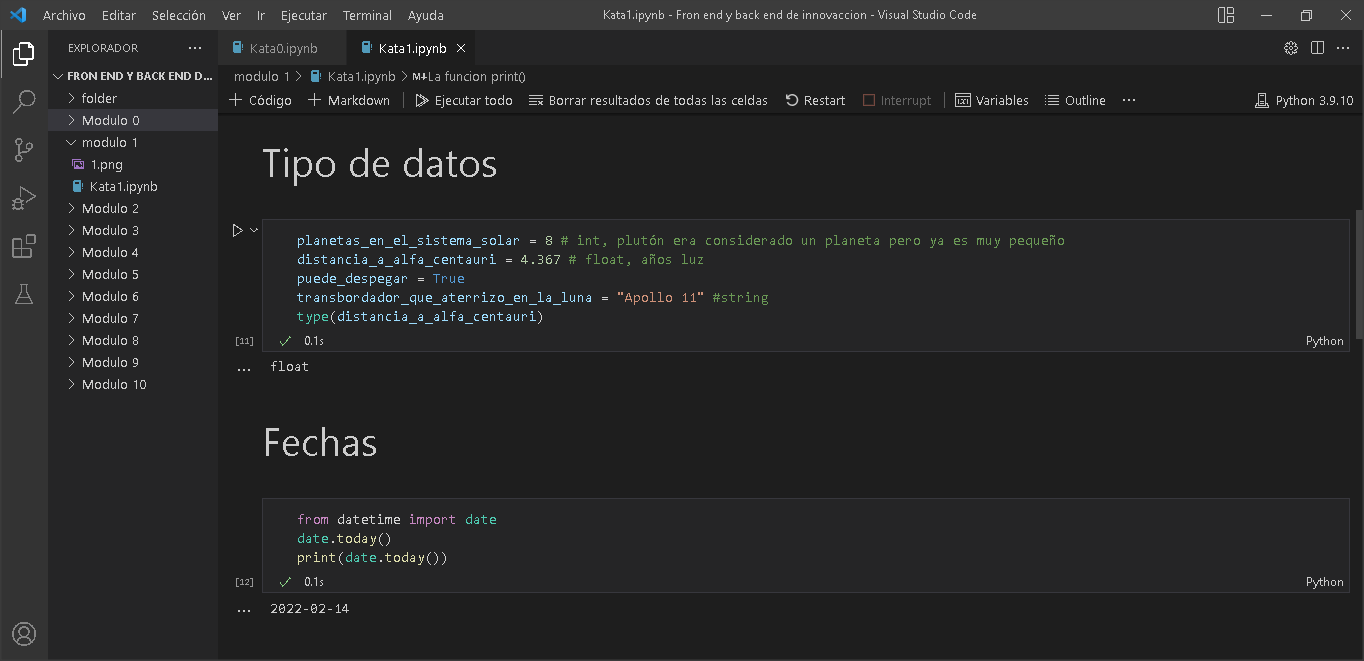 Archivo Editar Selección Ver Ir Ejecutar Terminal Ayuda Kata1.ipynb - Fron end y back end de innovaccion - Visual Studio Code
EXPLORADOR ···
FRON END Y BACK END D...
folder
Modulo 0
modulo 1
1.png
Kata1.ipynb
Modulo 2
Modulo 3
Modulo 4
Modulo 5
Modulo 6
Modulo 7
Modulo 8
Modulo 9
Modulo 10
Kata0.ipynb Kata1.ipynb
modulo 1 > Kata1.ipynb > M↓La funcion print()
Código Markdown Ejecutar todo Borrar resultados de todas las celdas Restart Interrupt Variables Outline ··· Python 3.9.10
Tipo de datos
planetas_en_el_sistema_solar = 8 # int, plutón era considerado un planeta pero ya es muy pequeño
distancia_a_alfa_centauri = 4.367 # float, años luz
puede_despegar = True
transbordador_que_aterrizo_en_la_luna = "Apollo 11" #string
type(distancia_a_alfa_centauri)
[11] 0.1s Python
... float
Fechas
from datetime import date
date.today()
print(date.today())
[12] 0.1s Python
... 2022-02-14